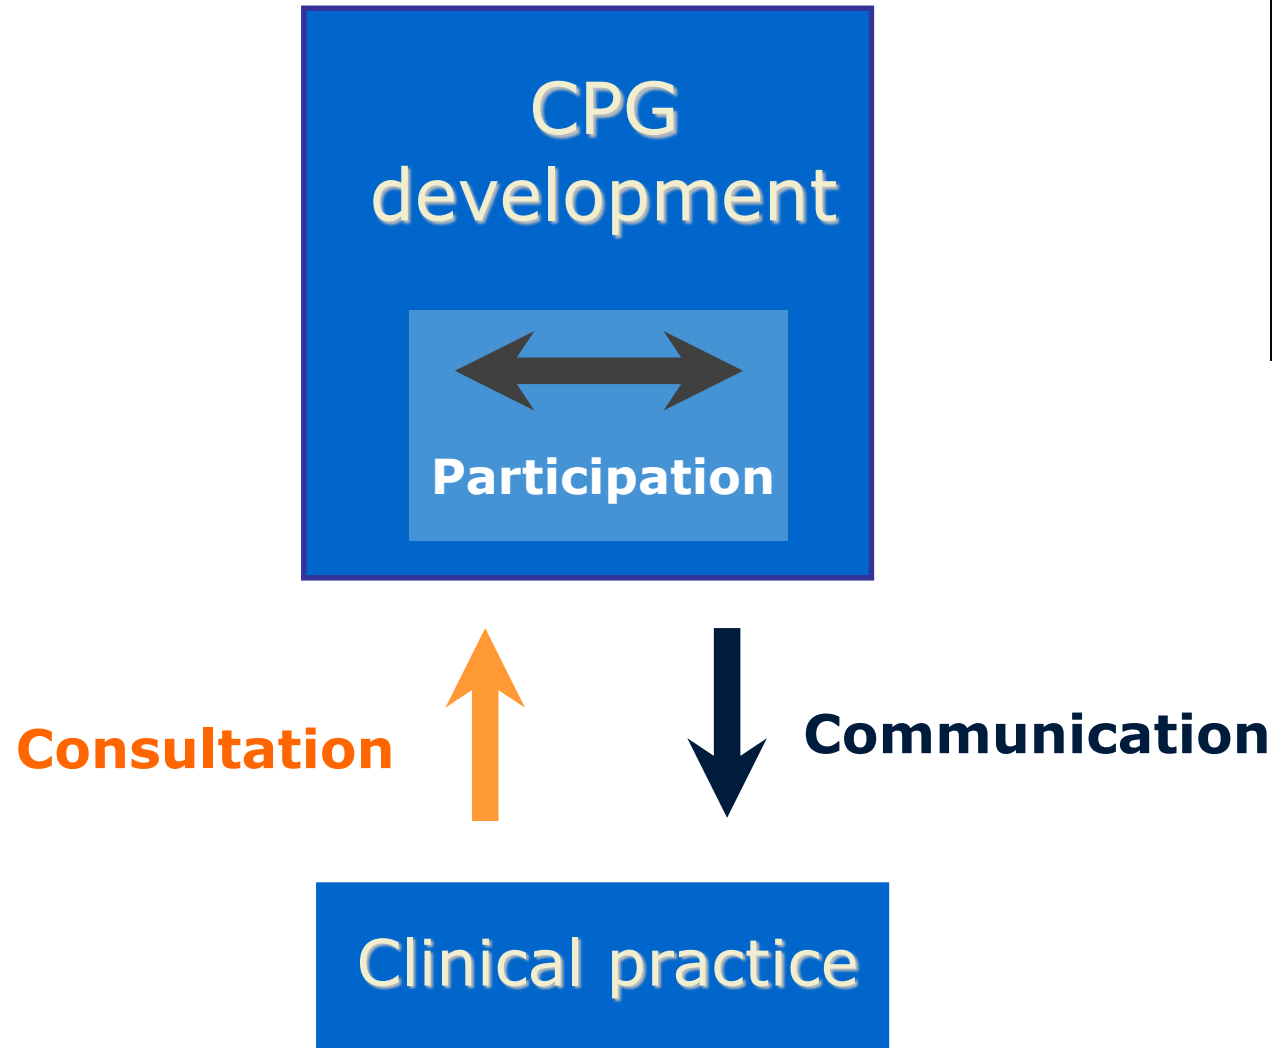 CPG
development
Participation
Consultation
Communication
Clinical practice